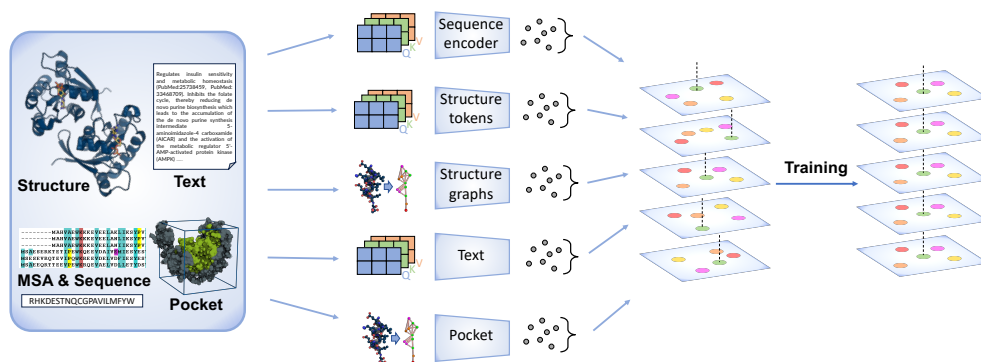 Regulates insulin sensitivity
and metabolic homeostasis
(PubMed:25738459, PubMed:
33468709). Inhibits the folate
cycle, thereby reducing de
novo purine biosynthesis which
leads to the accumulation of
the de novo purine synthesis
intermediate 5-
aminoimidazole-4 carboxamide
(AICAR) and the activation of
the metabolic regulator 5'-
AMP-activated protein kinase
(AMPK) ....
Structure
Text
MSA & Sequence
RHKDESTNQCGPAVILMFYW
Pocket
QKV
Sequence
encoder
QKV
Structure
tokens
Structure
graphs
QKV
Text
Pocket
Training